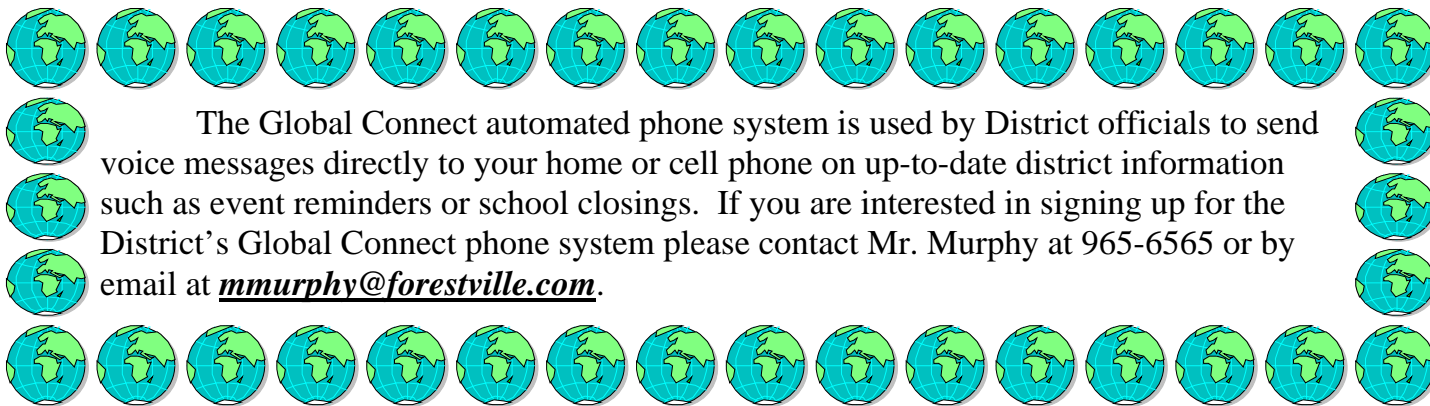 The Global Connect automated phone system is used by District officials to send
voice messages directly to your home or cell phone on up-to-date district information
such as event reminders or school closings.  If you are interested in signing up for the
District’s Global Connect phone system please contact Mr. Murphy at 965-6565 or by
email at mmurphy@forestville.com.